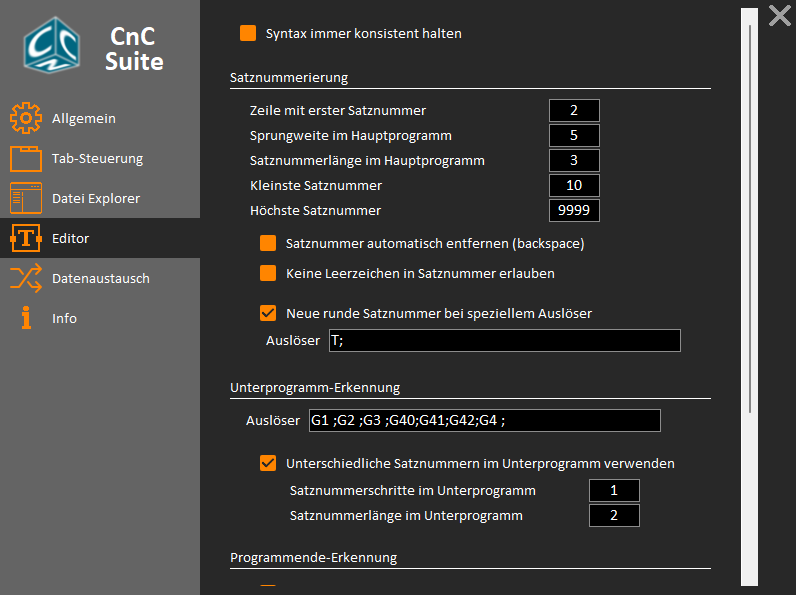 CnC
Suite
Allgemein
Tab-Steuerung
Datei Explorer
Editor
Datenaustausch
Info
Syntax immer konsistent halten
Satznummerierung
Zeile mit erster Satznummer 2
Sprungweite im Hauptprogramm 5
Satznummerlänge im Hauptprogramm 3
Kleinste Satznummer 10
Höchste Satznummer 9999
Satznummer automatisch entfernen (backspace)
Keine Leerzeichen in Satznummer erlauben
Neue runde Satznummer bei speziellem Auslöser
Auslöser T;
Unterprogramm-Erkennung
Auslöser G1 ;G2 ;G3 ;G40;G41;G42;G4 ;
Unterschiedliche Satznummern im Unterprogramm verwenden
Satznummerschritte im Unterprogramm 1
Satznummerlänge im Unterprogramm 2
Programmende-Erkennung